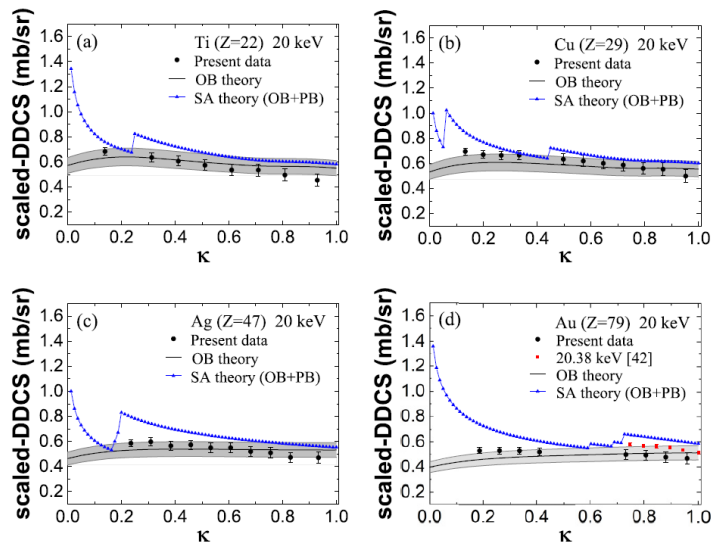 (a) Ti (Z=22) 20 keV
Present data
OB theory
SA theory (OB+PB)
scaled-DDCS (mb/sr)
1.6
1.4
1.2
1.0
0.8
0.6
0.4
0.2
0.0 0.2 0.4 0.6 0.8 1.0
κ
(b) Cu (Z=29) 20 keV
Present data
OB theory
SA theory (OB+PB)
scaled-DDCS (mb/sr)
1.6
1.4
1.2
1.0
0.8
0.6
0.4
0.2
0.0 0.2 0.4 0.6 0.8 1.0
κ
(c) Ag (Z=47) 20 keV
Present data
OB theory
SA theory (OB+PB)
scaled-DDCS (mb/sr)
1.6
1.4
1.2
1.0
0.8
0.6
0.4
0.2
0.0 0.2 0.4 0.6 0.8 1.0
κ
(d) Au (Z=79) 20 keV
Present data
20.38 keV [42]
OB theory
SA theory (OB+PB)
scaled-DDCS (mb/sr)
1.6
1.4
1.2
1.0
0.8
0.6
0.4
0.2
0.0 0.2 0.4 0.6 0.8 1.0
κ